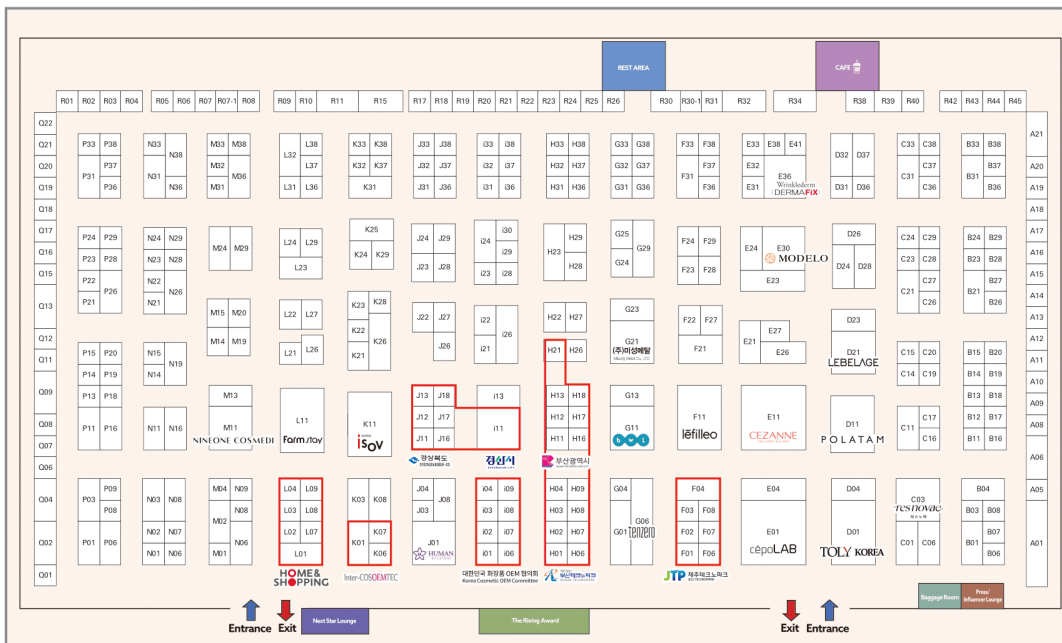 REST AREA
CAFE
R01 R02 R03 R04 R05 R06 R07 R07-1 R08 R09 R10 R11 R15 R17 R18 R19 R20 R21 R22 R23 R24 R25 R26 R30 R30-1 R31 R32 R34 R38 R39 R40 R42 R43 R44 R45
Q22
Q21 P33 P38 N33 N38 M33 M38 L32 L38 K33 K38 J33 J38 i33 i38 H33 H38 G33 G38 F33 F38 E33 E38 E41 D32 D37 C33 C38 B33 B38 A21
Q20 P31 P37 N31 M32 M36 L37 K32 K37 J32 J37 i32 i37 H32 H37 G32 G37 F31 F37 E32 E36 C31 C37 B31 B37 A20
Q19 P36 N36 M31 L31 L36 K31 J31 J36 i31 i36 H31 H36 G31 G36 F36 E31 Wrinklederm D31 D36 C36 B36 A19
DERMAFiX
Q18 A18
Q17 P24 P29 N24 N29 M24 M29 L24 L29 K25 J24 J29 i24 i30 H23 H29 G25 G29 F24 F29 E24 E30 D26 C24 C29 B24 B29 A17
Q16 P23 P28 N23 N28 L23 K24 K29 J23 J28 i29 H28 G24 F23 F28 MODELO D24 D28 C23 C28 B23 B28 A16
Q15 P22 P26 N22 N26 i23 i28 E23 C21 C27 B21 B27 A15
Q13 P21 N21 M15 M20 L22 L27 K23 K28 J22 J27 i22 i26 H22 H27 G23 F22 F27 E21 E27 D23 C26 B26 A14
A13
Q12 M14 M19 K22 K26 J26 G21 F21 E26 D21 A12
Q11 P15 P20 N15 N19 L21 L26 K21 i21 H21 H26 (주)미성메탈 LEBELAGE C15 C20 B15 B20 A11
Q09 P14 P19 N14 C14 C19 B14 B19 A10
P13 P18 M13 L11 K11 J13 J18 i13 H13 H18 G13 F11 E11 D11 B13 B18 A09
Q08 P11 P16 N11 N16 M11 J12 J17 i11 H12 H17 G11 C11 C17 B12 B17 A08
Q07 NINEONE COSMEDI Farmstay iSOV J11 J16 H11 H16 bwl lēfilleo CEZANNE POLATAM C16 B11 B16
Q06 경상북도 경산시 부산광역시 A06
Q04 P03 P09 N03 N08 M04 N09 L04 L09 K03 K08 J04 J08 i04 i09 H04 H09 G04 G06 F04 E04 D04 C03 B04 A05
P08 M02 N08 L03 L08 J03 i03 i08 H03 H08 F03 F08 B03 B08
Q02 P01 P06 N02 N07 N06 L02 L07 K01 K07 J01 i02 i07 H02 H07 G01 tenzero F02 F07 E01 D01 C01 C06 B01 B07 A01
N01 N06 M01 L01 K06 HUMAN i01 i06 H01 H06 F01 F06 cēpoLAB TOLY KOREA B06
Q01 HOME& SHOPPING Inter-COSOEMTEC 대한민국 화장품 OEM 협의회 부산테크노파크 JTP 제주테크노파크
Korea Cosmetic OEM Committee
Baggage Room
Press/
Influencer Lounge
Entrance Exit Next Star Lounge The Rising Award Exit Entrance